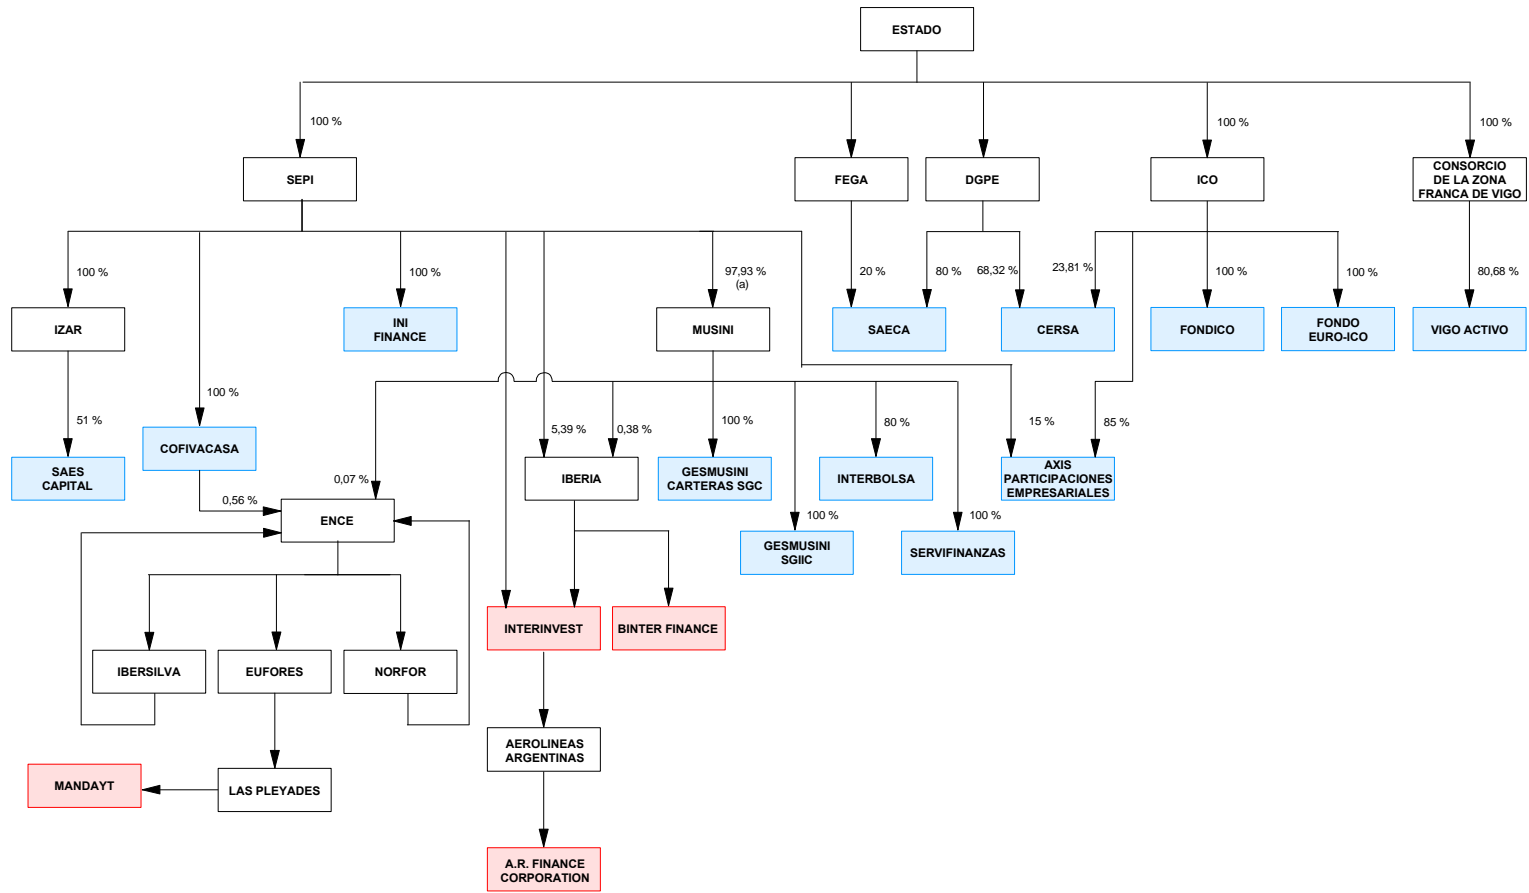 ESTADO
100 %
100 %
100 %
SEPI
FEGA
DGPE
ICO
CONSORCIO
DE LA ZONA
FRANCA DE VIGO
100 %
100 %
97,93 %
(a)
20 %
80 %
68,32 %
23,81 %
100 %
100 %
80,68 %
IZAR
INI
FINANCE
MUSINI
SAECA
CERSA
FONDICO
FONDO
EURO-ICO
VIGO ACTIVO
100 %
51 %
5,39 %
0,38 %
100 %
80 %
15 %
85 %
COFIVACASA
SAES
CAPITAL
IBERIA
GESMUSINI
CARTERAS SGC
INTERBOLSA
AXIS
PARTICIPACIONES
EMPRESARIALES
0,07 %
0,56 %
ENCE
100 %
100 %
GESMUSINI
SGIIC
SERVIFINANZAS
INTERINVEST
BINTER FINANCE
IBERSILVA
EUFORES
NORFOR
AEROLINEAS
ARGENTINAS
MANDAYT
LAS PLEYADES
A.R. FINANCE
CORPORATION